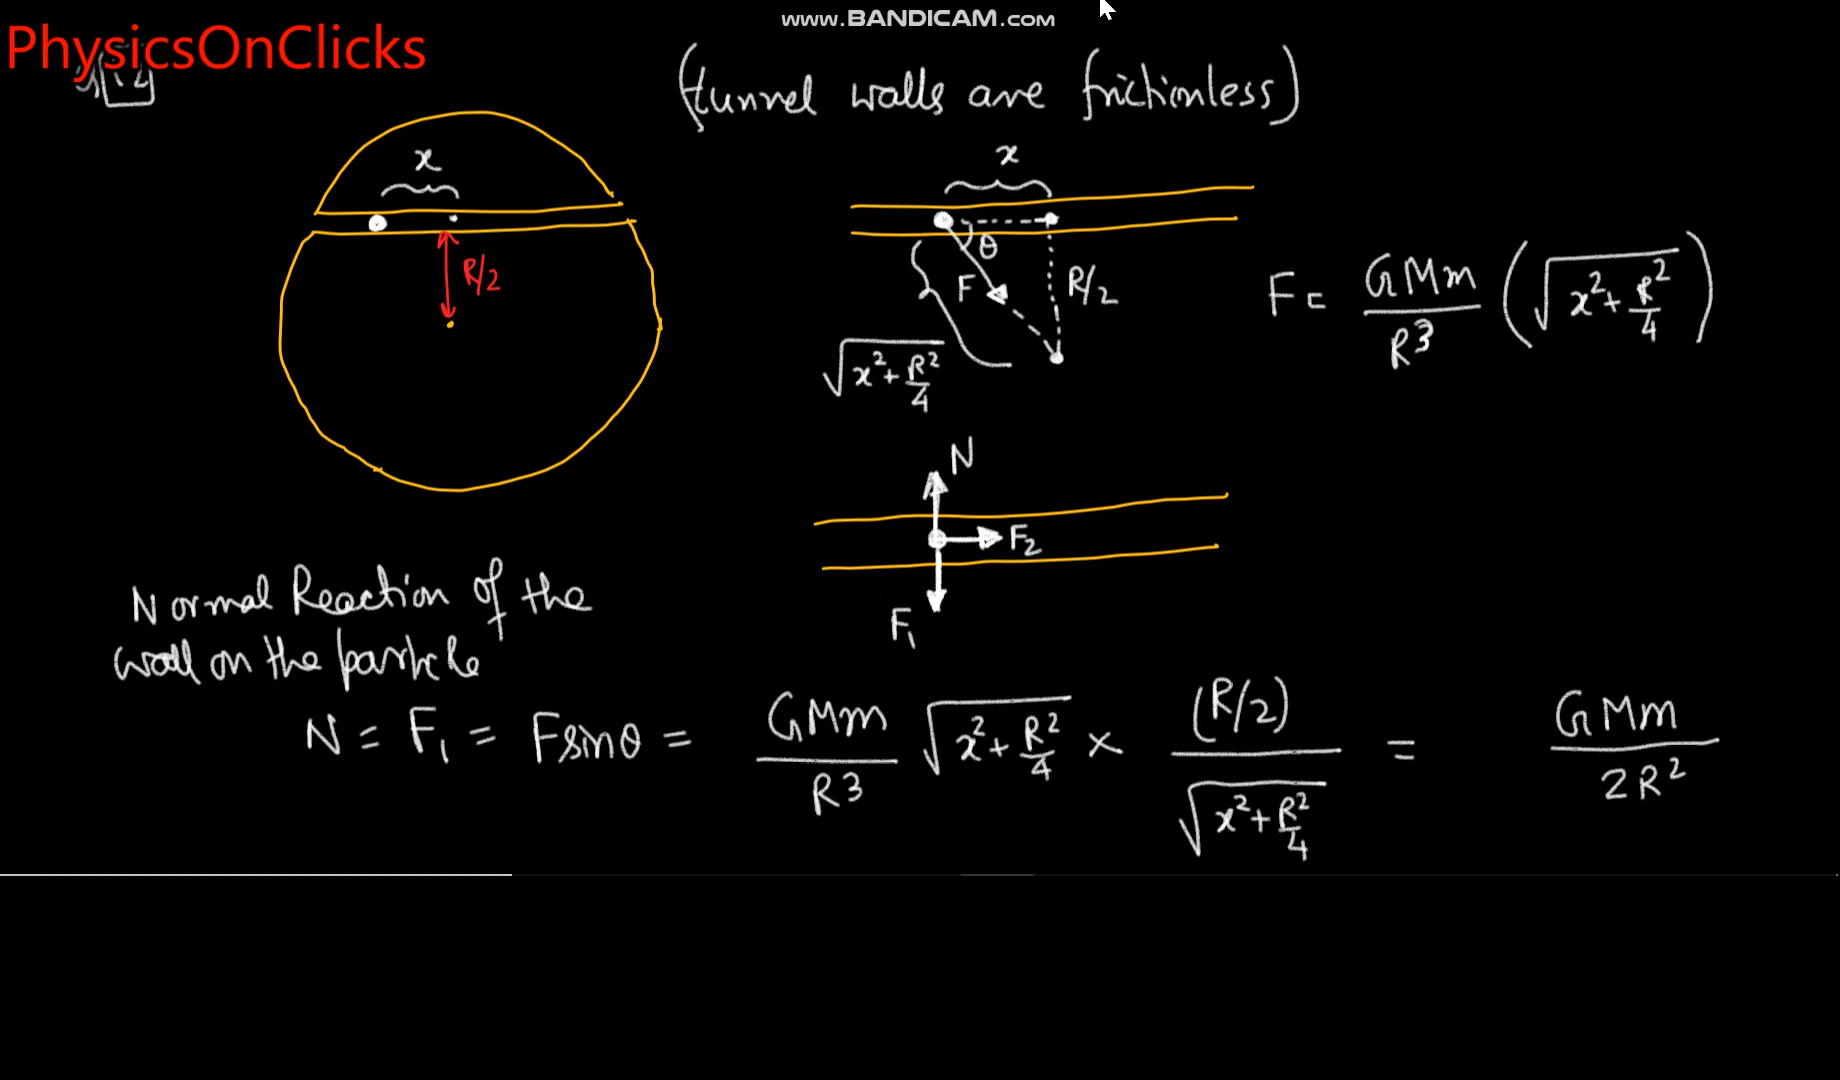 www.BANDICAM.com
PhysicsOnClicks
(tunnel walls are frictionless)
x
R/2
x
θ
F
R/2
√(x²+R²/4)
F = GMm/R³ (√(x²+R²/4))
N
F₂
F₁
Normal Reaction of the
wall on the particle
N = F₁ = Fsinθ = GMm/R³ √(x²+R²/4) × (R/2)/√(x²+R²/4) = GMm/2R²